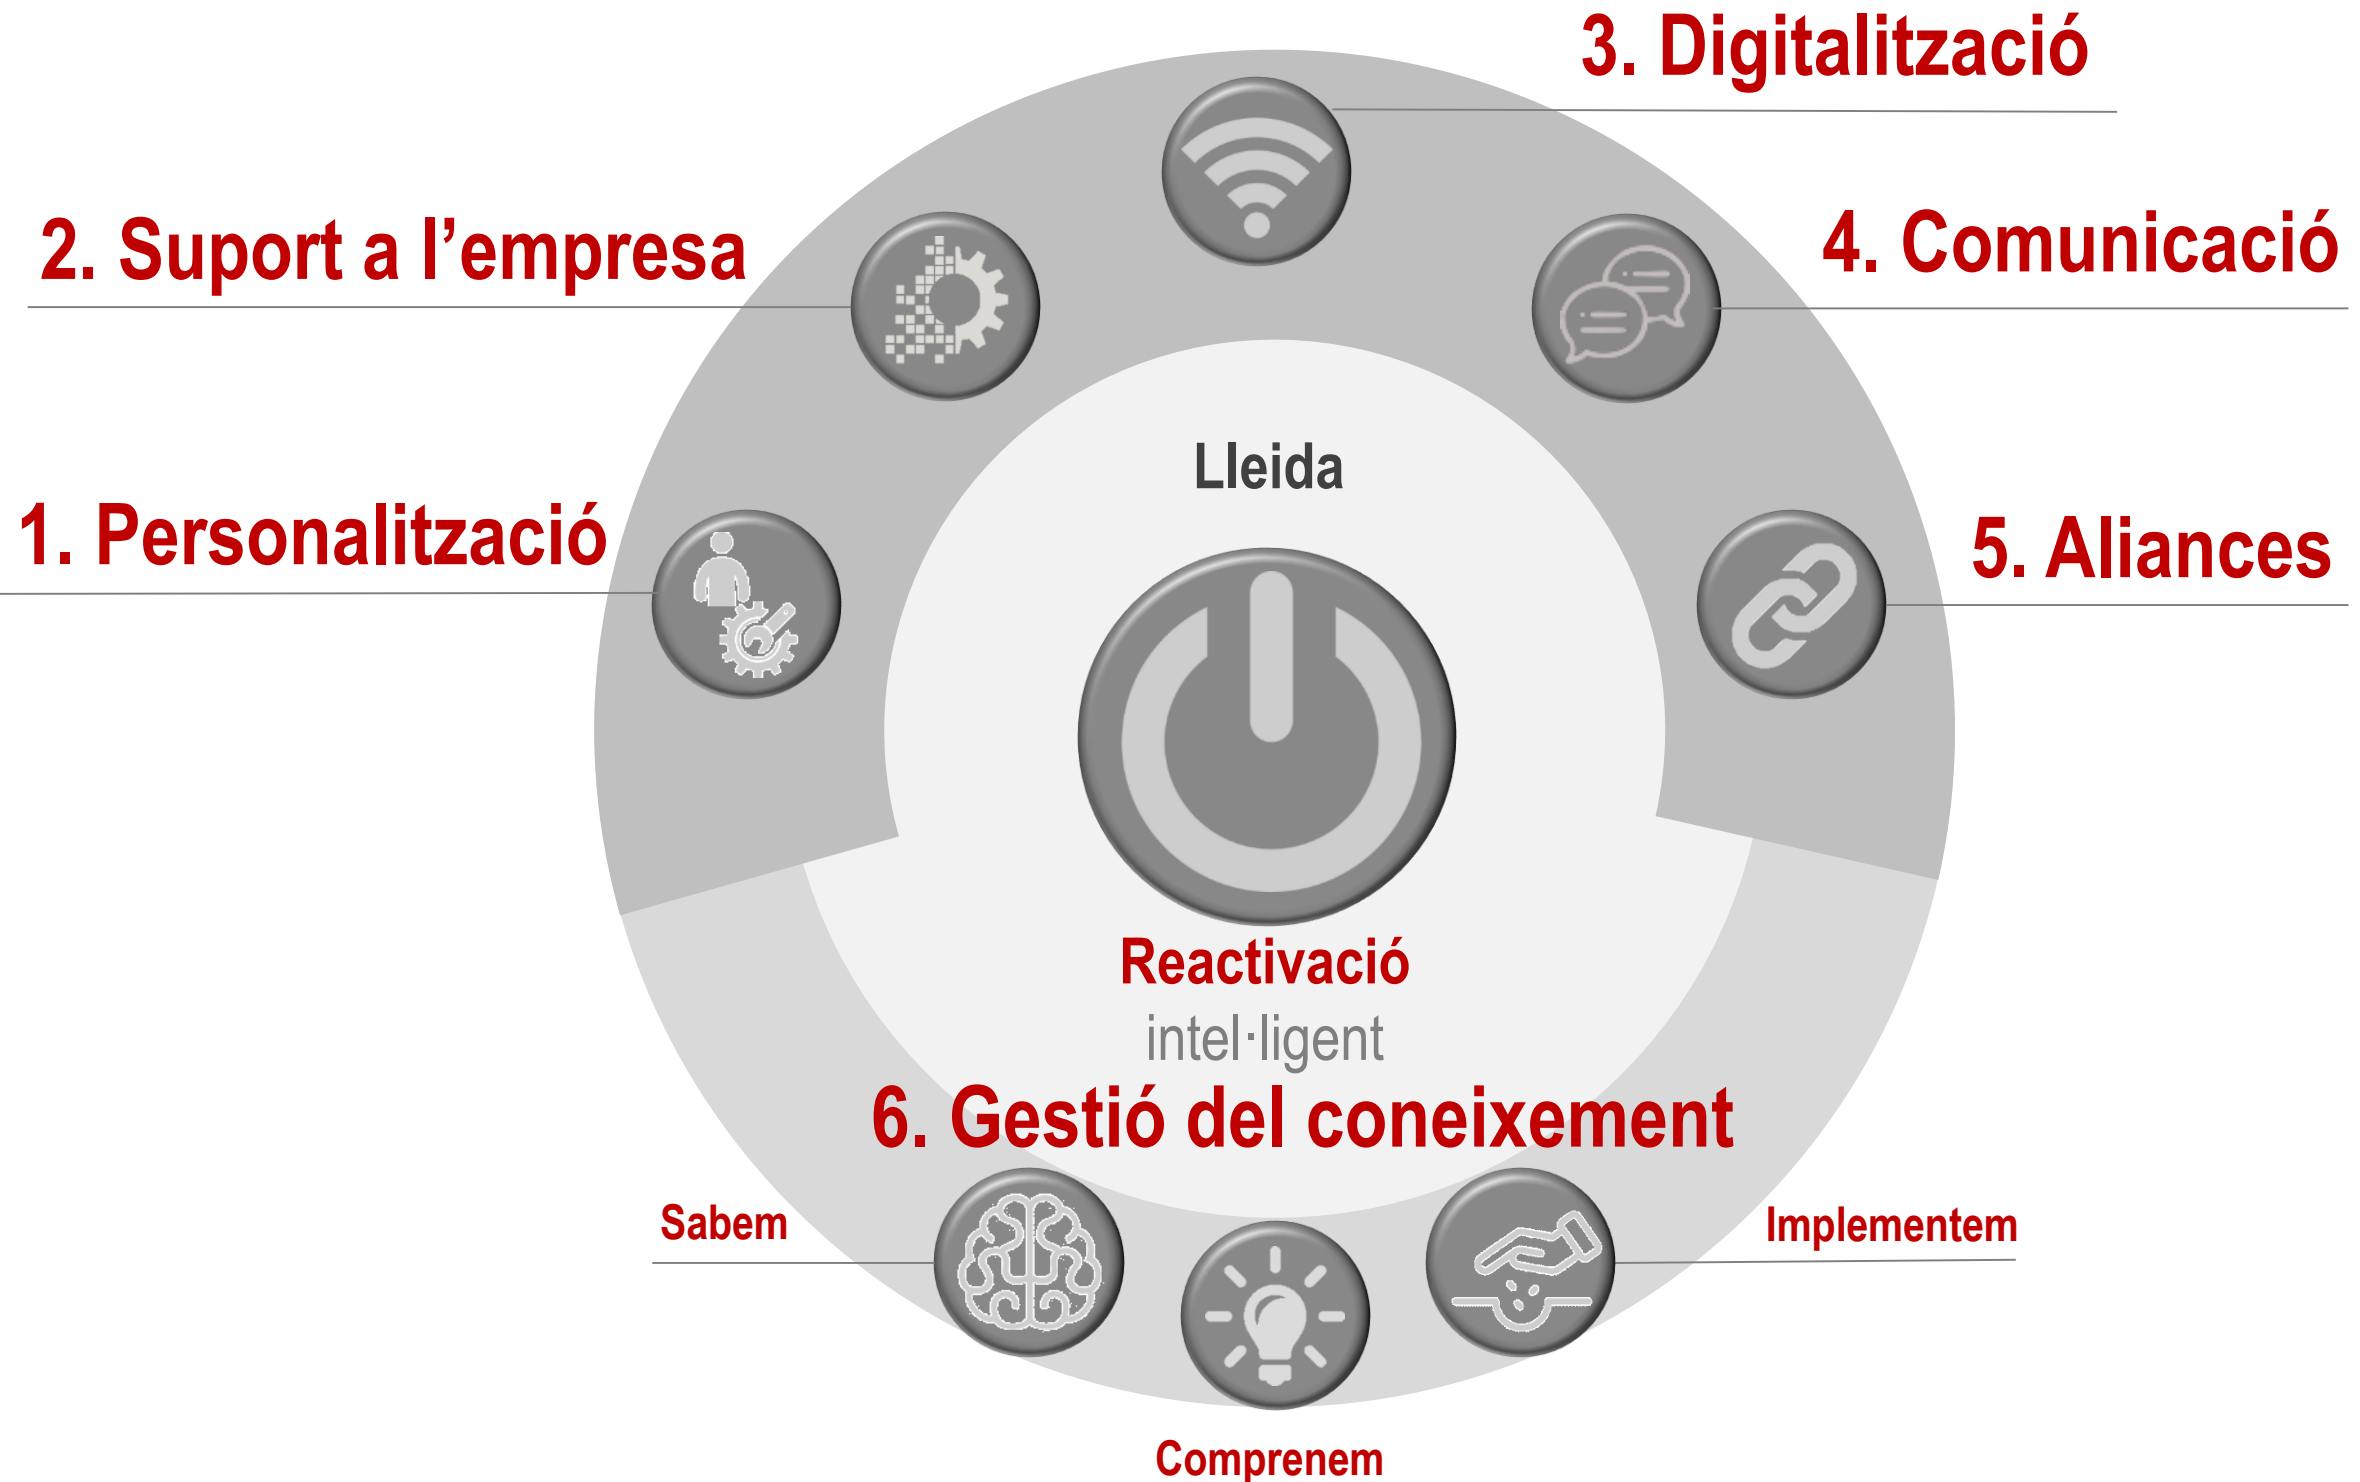 3. Digitalització
2. Suport a l’empresa
4. Comunicació
Lleida
1. Personalització
5. Aliances
Reactivació
intel·ligent
6. Gestió del coneixement
Sabem
Implementem
Comprenem